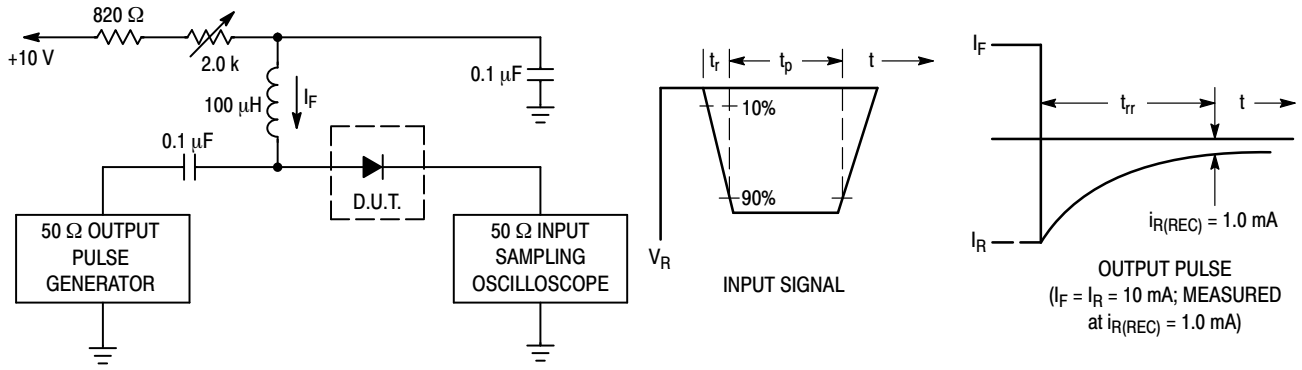 820 Ω
+10 V
2.0 k
100 μH
I_F
0.1 μF
0.1 μF
D.U.T.
50 Ω OUTPUT
PULSE
GENERATOR
50 Ω INPUT
SAMPLING
OSCILLOSCOPE
t_r
t_p
t
10%
90%
V_R
INPUT SIGNAL
I_F
t_rr
t
I_R
i_R(REC) = 1.0 mA
OUTPUT PULSE
(I_F = I_R = 10 mA; MEASURED
at i_R(REC) = 1.0 mA)